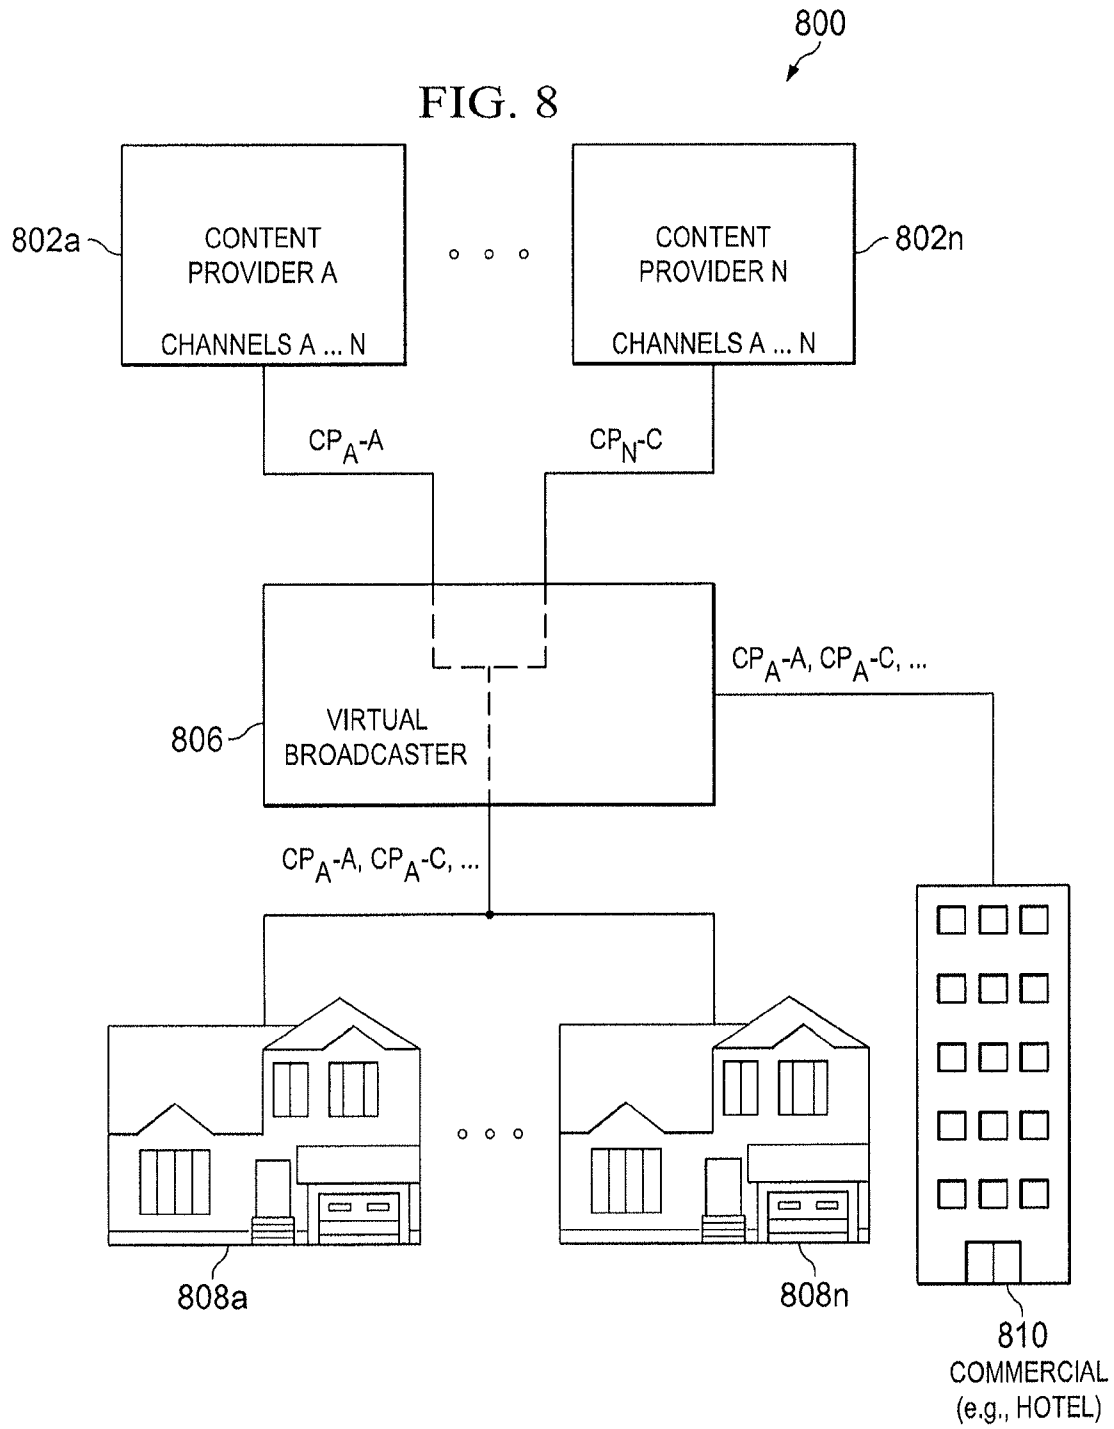 800
FIG. 8
802a
CONTENT
PROVIDER A
CHANNELS A ... N
CONTENT
PROVIDER N
CHANNELS A ... N
802n
CPA-A
CPN-C
806
VIRTUAL
BROADCASTER
CPA-A, CPA-C, ...
CPA-A, CPA-C, ...
808a
808n
810
COMMERCIAL
(e.g., HOTEL)